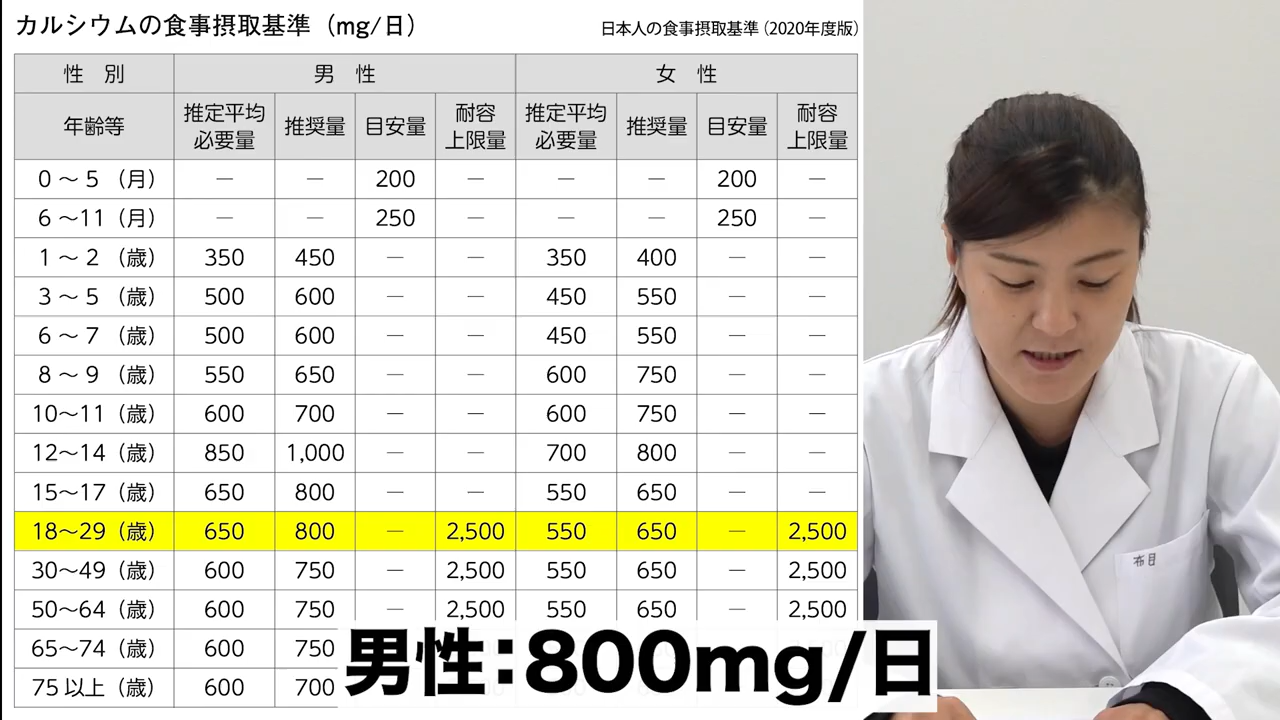 カルシウムの食事摂取基準（mg/日）
日本人の食事摂取基準（2020年度版）
性　別 男　性 女　性
年齢等 推定平均必要量 推奨量 目安量 耐容上限量 推定平均必要量 推奨量 目安量 耐容上限量
0～5（月） — — 200 — — — 200 —
6～11（月） — — 250 — — — 250 —
1～2（歳） 350 450 — — 350 400 — —
3～5（歳） 500 600 — — 450 550 — —
6～7（歳） 500 600 — — 450 550 — —
8～9（歳） 550 650 — — 600 750 — —
10～11（歳） 600 700 — — 600 750 — —
12～14（歳） 850 1,000 — — 700 800 — —
15～17（歳） 650 800 — — 550 650 — —
18～29（歳） 650 800 — 2,500 550 650 — 2,500
30～49（歳） 600 750 — 2,500 550 650 — 2,500
50～64（歳） 600 750 — 2,500 550 650 — 2,500
65～74（歳） 600 750
75以上（歳） 600 700
男性：800mg/日
布目